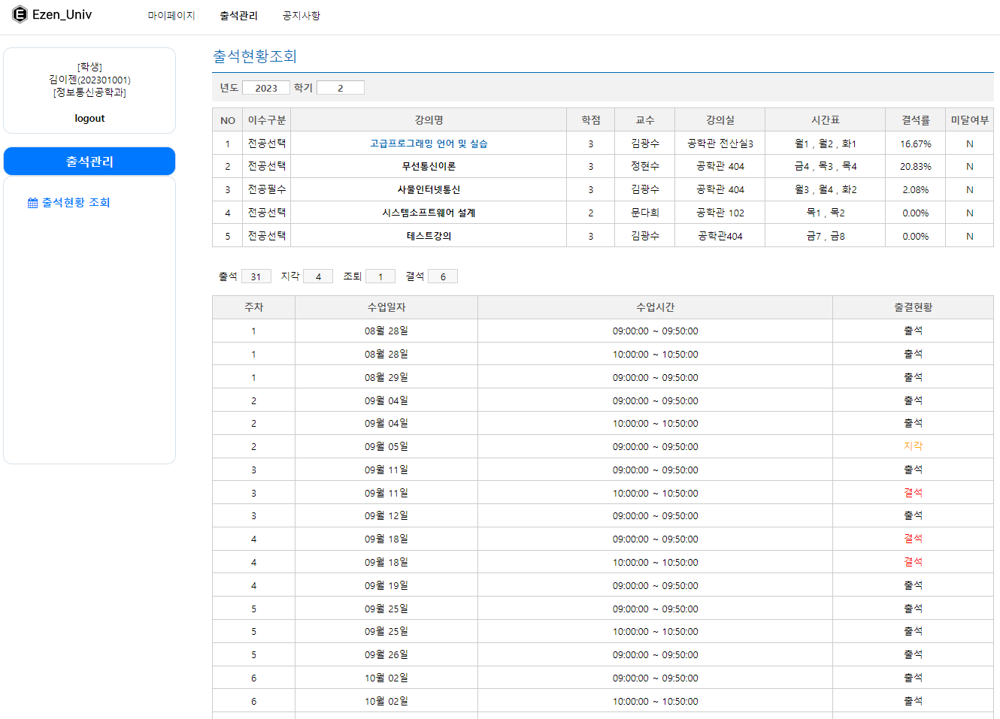 Ezen_Univ 마이페이지 출석관리 공지사항
[학생]
김이젠(202301001)
[정보통신공학과]
logout
출석관리
출석현황 조회
출석현황조회
년도 2023 학기 2
NO 이수구분 강의명 학점 교수 강의실 시간표 결석률 미달여부
1 전공선택 고급프로그래밍 언어 및 실습 3 김광수 공학관 전산실3 월1 , 월2 , 화1 16.67% N
2 전공선택 무선통신이론 3 정현수 공학관 404 금4 , 목3 , 목4 20.83% N
3 전공필수 사물인터넷통신 3 김광수 공학관 404 월3 , 월4 , 화2 2.08% N
4 전공선택 시스템소프트웨어 설계 2 문다희 공학관 102 목1 , 목2 0.00% N
5 전공선택 테스트강의 3 김광수 공학관404 금7 , 금8 0.00% N
출석 31 지각 4 조퇴 1 결석 6
주차 수업일자 수업시간 출결현황
1 08월 28일 09:00:00 ~ 09:50:00 출석
1 08월 28일 10:00:00 ~ 10:50:00 출석
1 08월 29일 09:00:00 ~ 09:50:00 출석
2 09월 04일 09:00:00 ~ 09:50:00 출석
2 09월 04일 10:00:00 ~ 10:50:00 출석
2 09월 05일 09:00:00 ~ 09:50:00 지각
3 09월 11일 09:00:00 ~ 09:50:00 출석
3 09월 11일 10:00:00 ~ 10:50:00 결석
3 09월 12일 09:00:00 ~ 09:50:00 출석
4 09월 18일 09:00:00 ~ 09:50:00 결석
4 09월 18일 10:00:00 ~ 10:50:00 결석
4 09월 19일 09:00:00 ~ 09:50:00 출석
5 09월 25일 09:00:00 ~ 09:50:00 출석
5 09월 25일 10:00:00 ~ 10:50:00 출석
5 09월 26일 09:00:00 ~ 09:50:00 출석
6 10월 02일 09:00:00 ~ 09:50:00 출석
6 10월 02일 10:00:00 ~ 10:50:00 출석